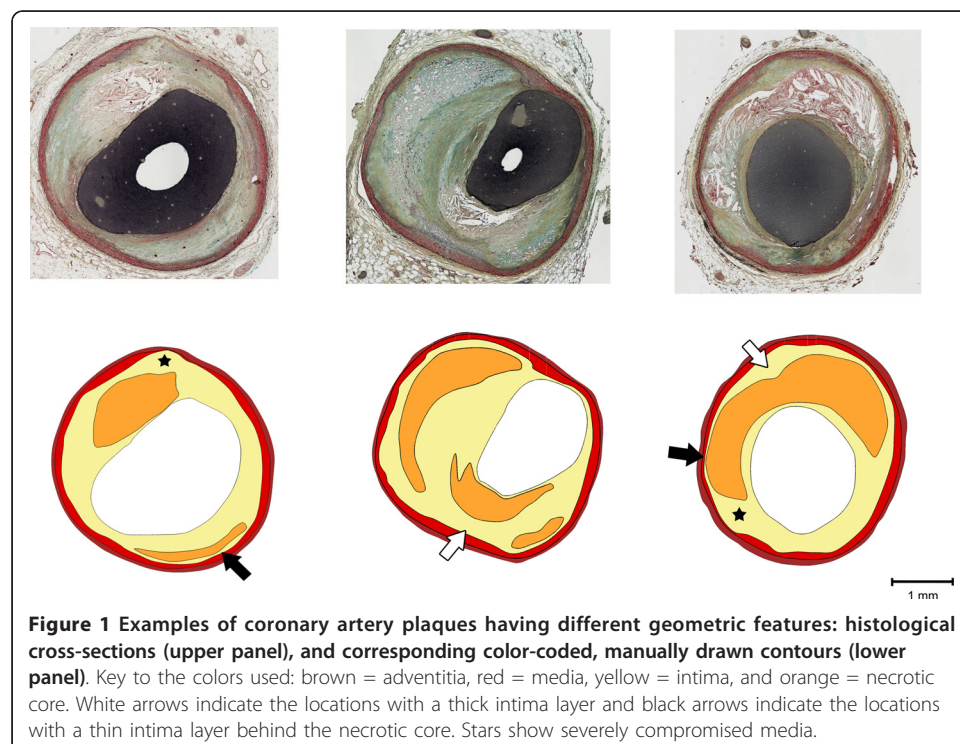 1 mm
Figure 1 Examples of coronary artery plaques having different geometric features: histological
cross-sections (upper panel), and corresponding color-coded, manually drawn contours (lower
panel). Key to the colors used: brown = adventitia, red = media, yellow = intima, and orange = necrotic
core. White arrows indicate the locations with a thick intima layer and black arrows indicate the locations
with a thin intima layer behind the necrotic core. Stars show severely compromised media.